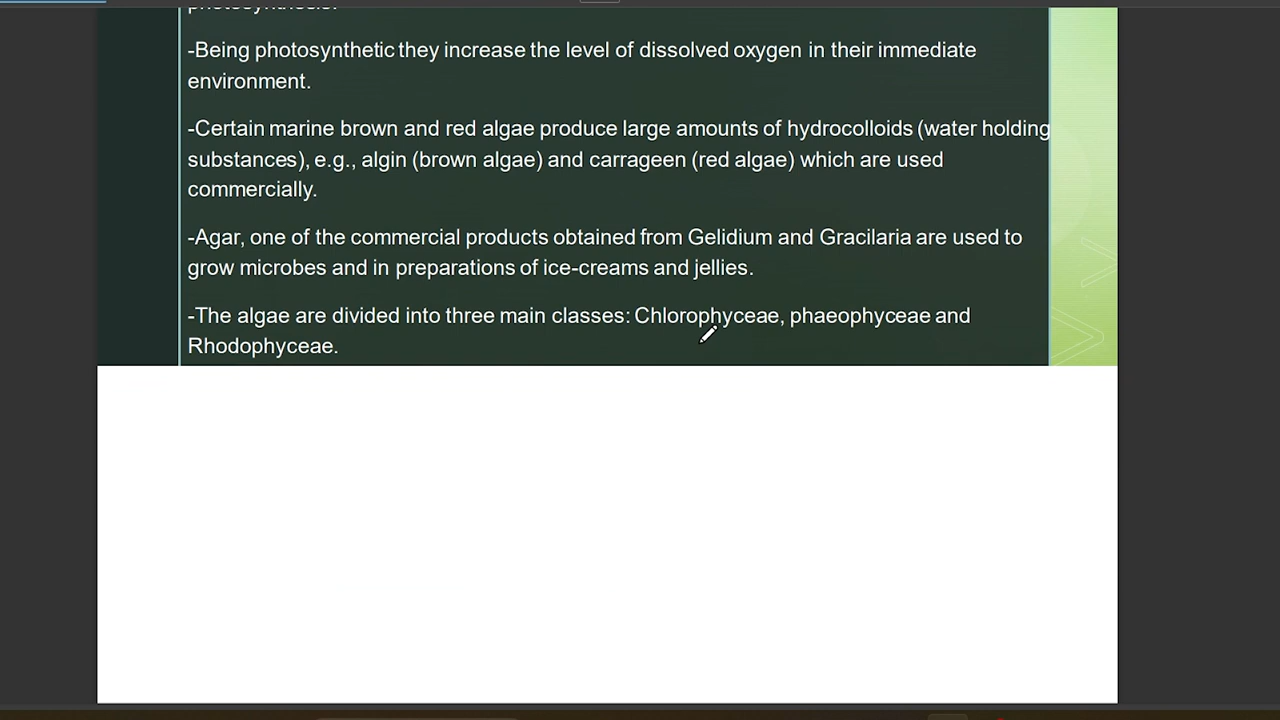 photosynthesis.
-Being photosynthetic they increase the level of dissolved oxygen in their immediate
environment.
-Certain marine brown and red algae produce large amounts of hydrocolloids (water holding
substances), e.g., algin (brown algae) and carrageen (red algae) which are used
commercially.
-Agar, one of the commercial products obtained from Gelidium and Gracilaria are used to
grow microbes and in preparations of ice-creams and jellies.
-The algae are divided into three main classes: Chlorophyceae, phaeophyceae and
Rhodophyceae.